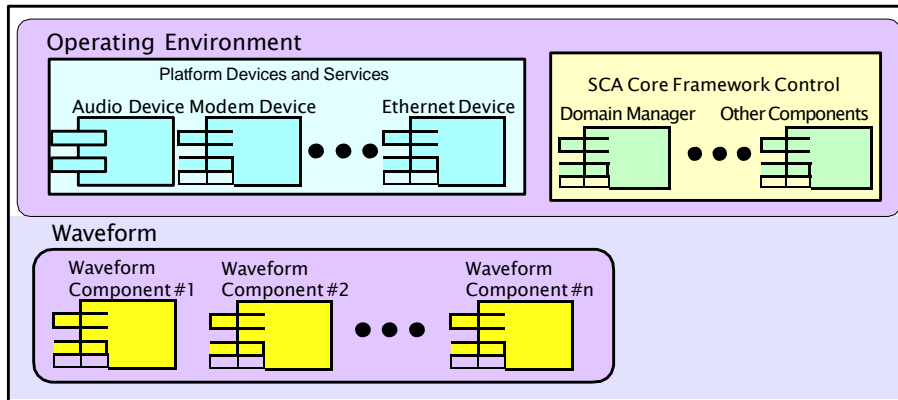 Operating Environment
Platform Devices and Services
Audio Device Modem Device Ethernet Device
SCA Core Framework Control
Domain Manager Other Components
Waveform
Waveform Component #1
Waveform Component #2
Waveform Component #n